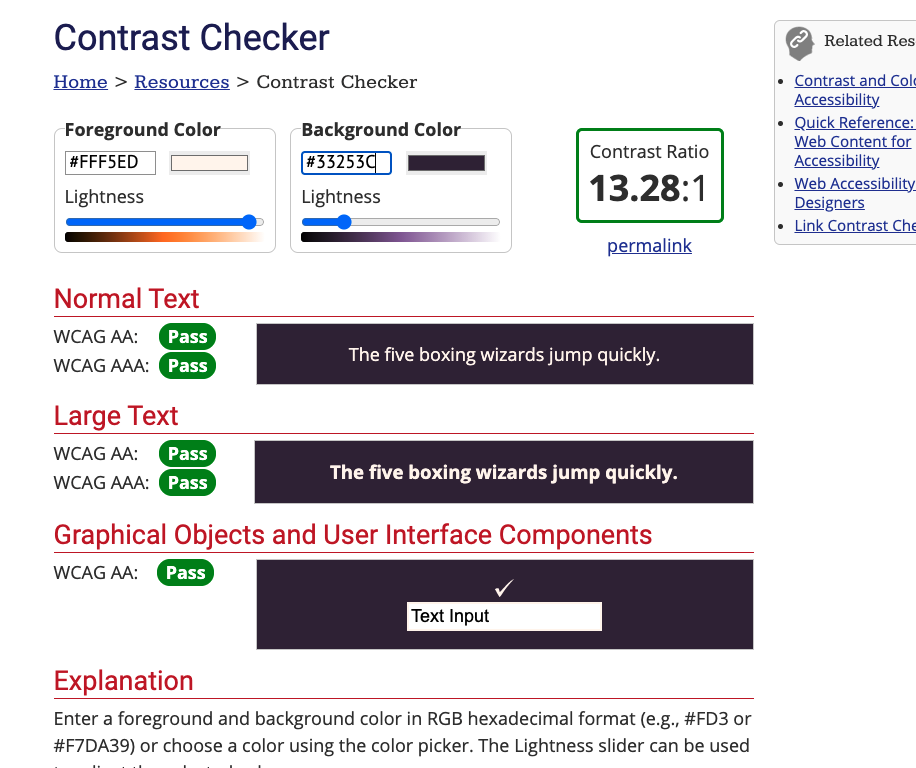 Contrast Checker
Home > Resources > Contrast Checker
Foreground Color
#FFF5ED
Lightness
Background Color
#33253C
Lightness
Contrast Ratio
13.28:1
permalink
Related Res
Contrast and Colo
Accessibility
Quick Reference:
Web Content for
Accessibility
Web Accessibility
Designers
Link Contrast Che
Normal Text
WCAG AA: Pass
WCAG AAA: Pass
The five boxing wizards jump quickly.
Large Text
WCAG AA: Pass
WCAG AAA: Pass
The five boxing wizards jump quickly.
Graphical Objects and User Interface Components
WCAG AA: Pass
✓
Text Input
Explanation
Enter a foreground and background color in RGB hexadecimal format (e.g., #FD3 or
#F7DA39) or choose a color using the color picker. The Lightness slider can be used